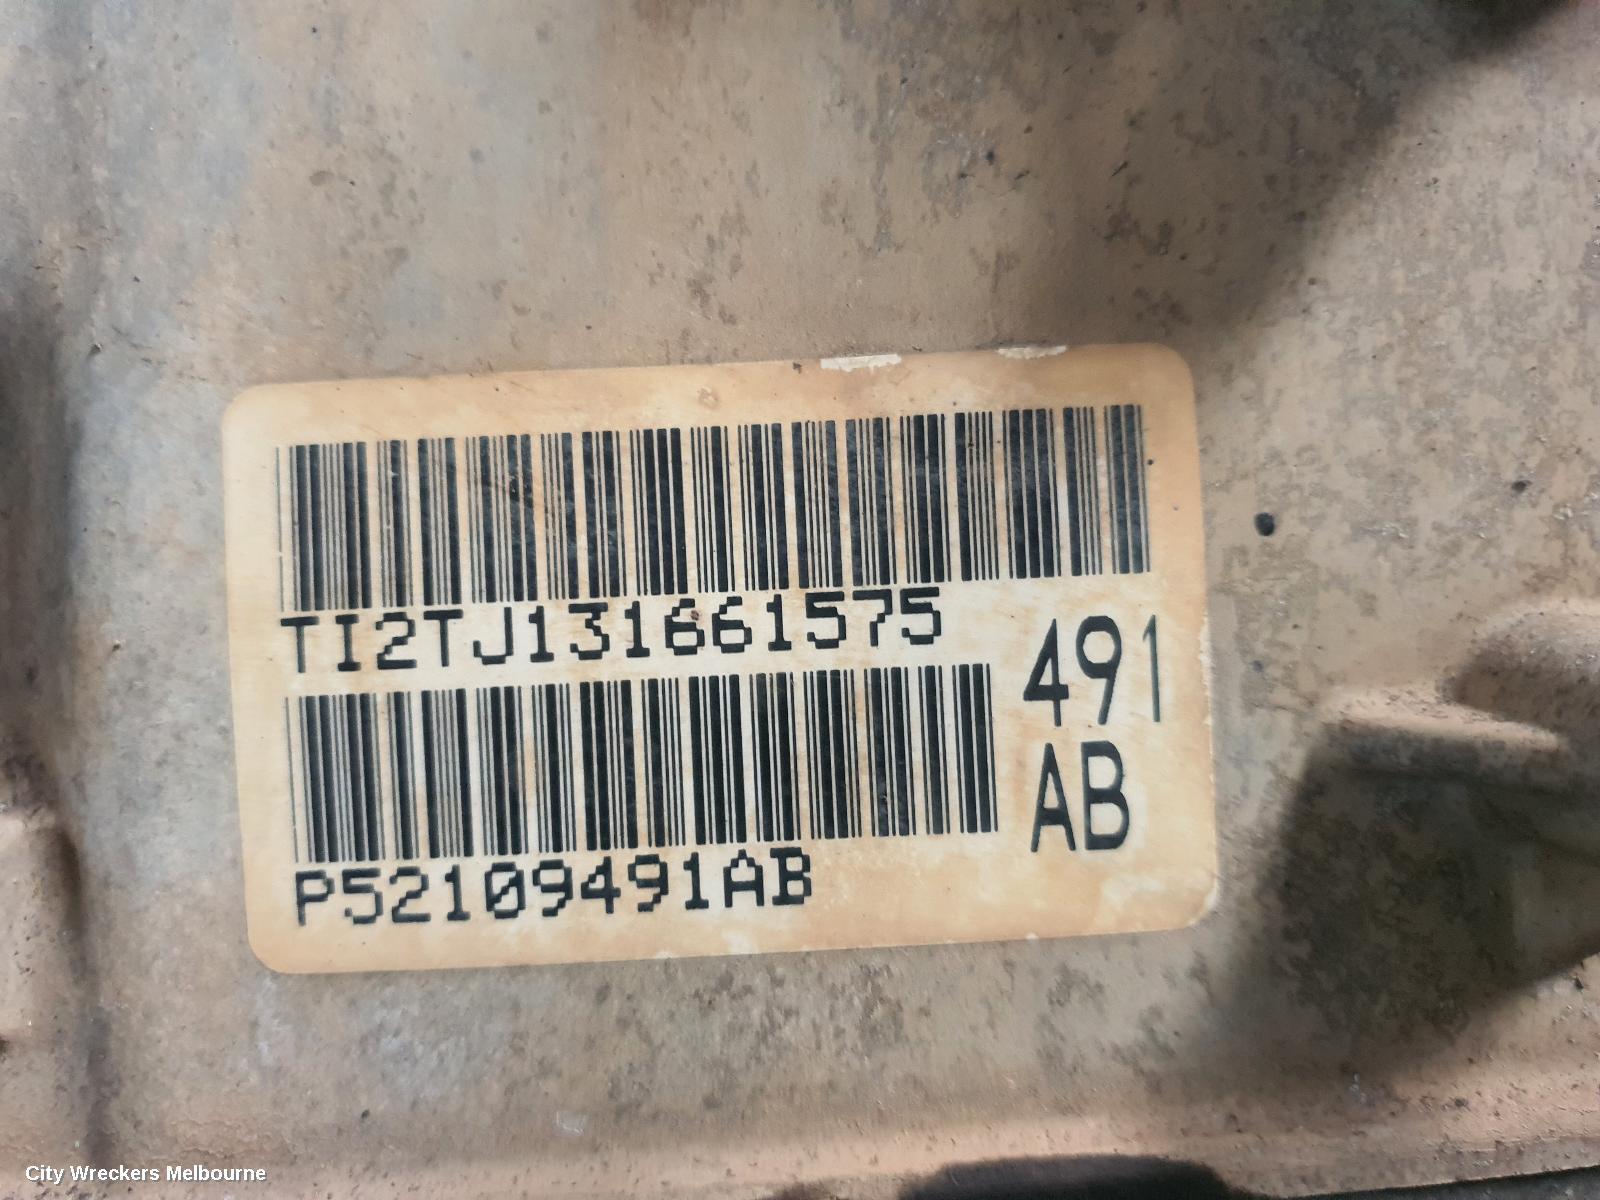 TI2TJ131661575
491
AB
P52109491AB
City Wreckers Melbourne